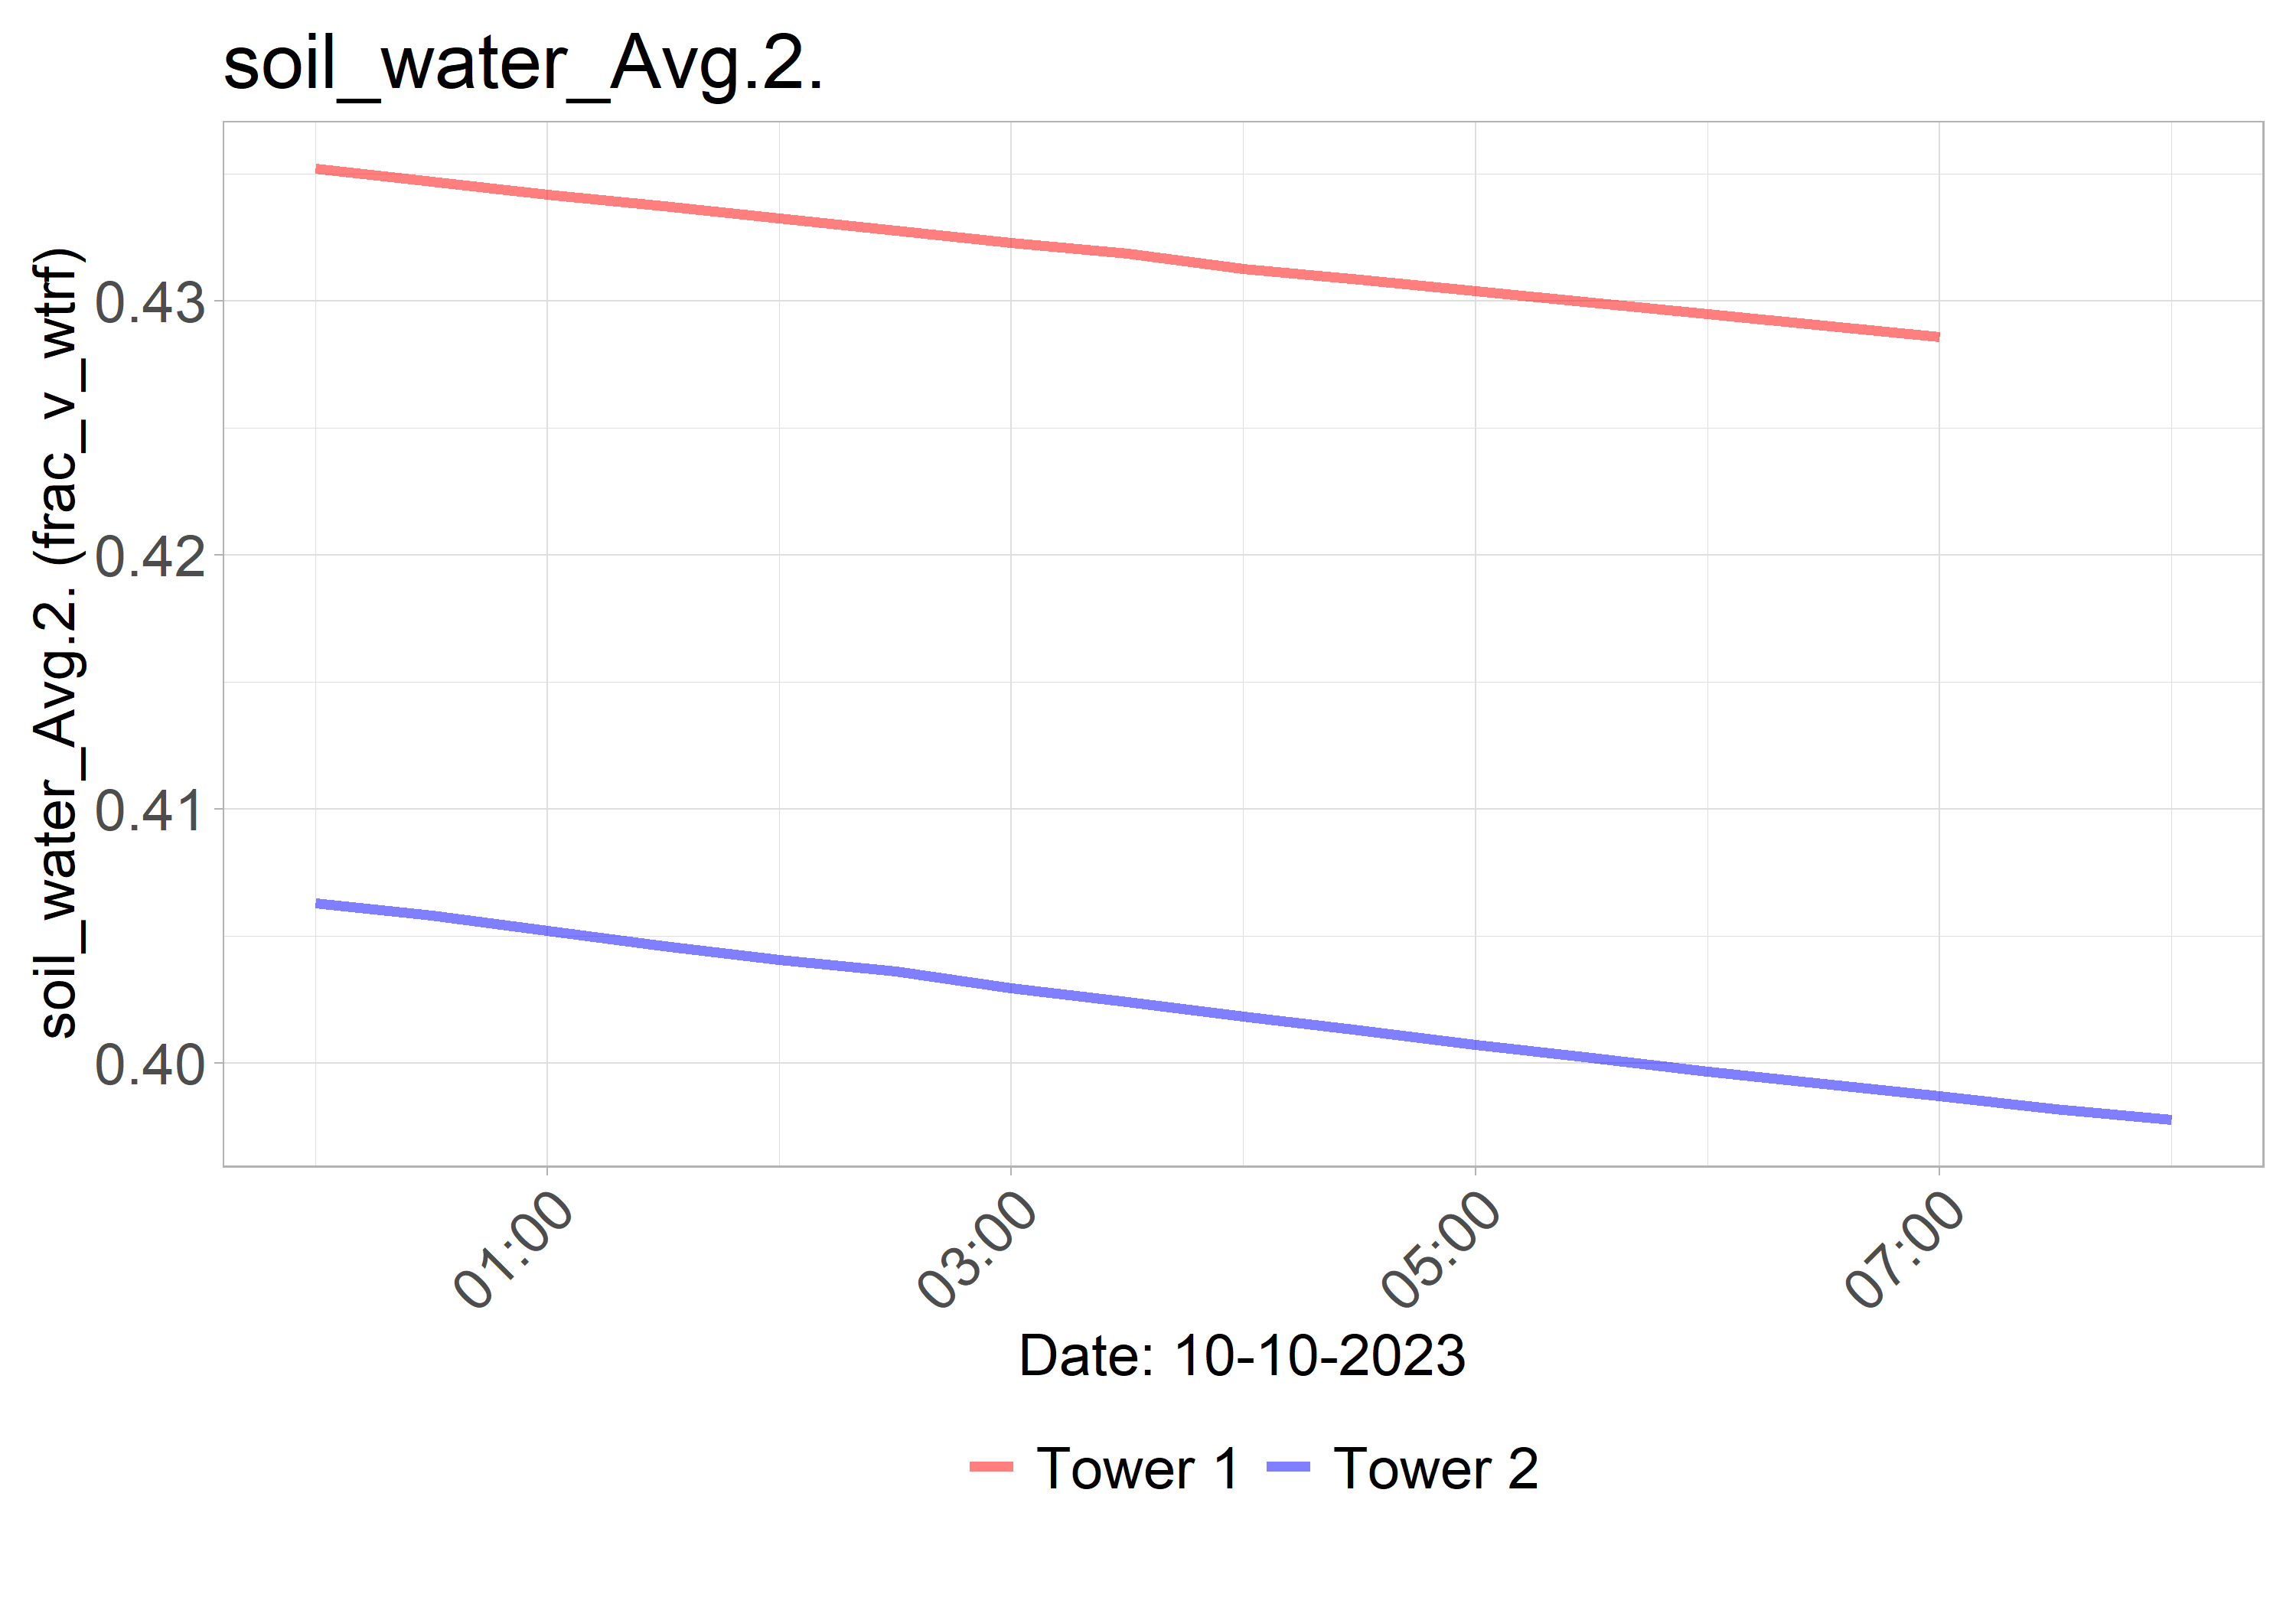 soil_water_Avg.2.
soil_water_Avg.2. (frac_v_wtrf)
0.43
0.42
0.41
0.40
01:00
03:00
05:00
07:00
Date: 10-10-2023
Tower 1
Tower 2